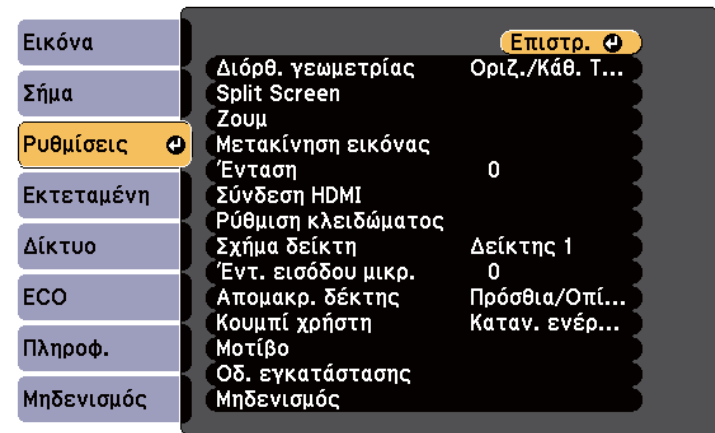 Εικόνα
Σήμα
Ρυθμίσεις
Εκτεταμένη
Δίκτυο
ECO
Πληροφ.
Μηδενισμός
Επιστρ.
Διόρθ. γεωμετρίας Οριζ./Κάθ. Τ...
Split Screen
Ζουμ
Μετακίνηση εικόνας
Ένταση 0
Σύνδεση HDMI
Ρύθμιση κλειδώματος
Σχήμα δείκτη Δείκτης 1
Έντ. εισόδου μικρ. 0
Απομακρ. δέκτης Πρόσθια/Οπί...
Κουμπί χρήστη Καταν. ενέρ...
Μοτίβο
Οδ. εγκατάστασης
Μηδενισμός